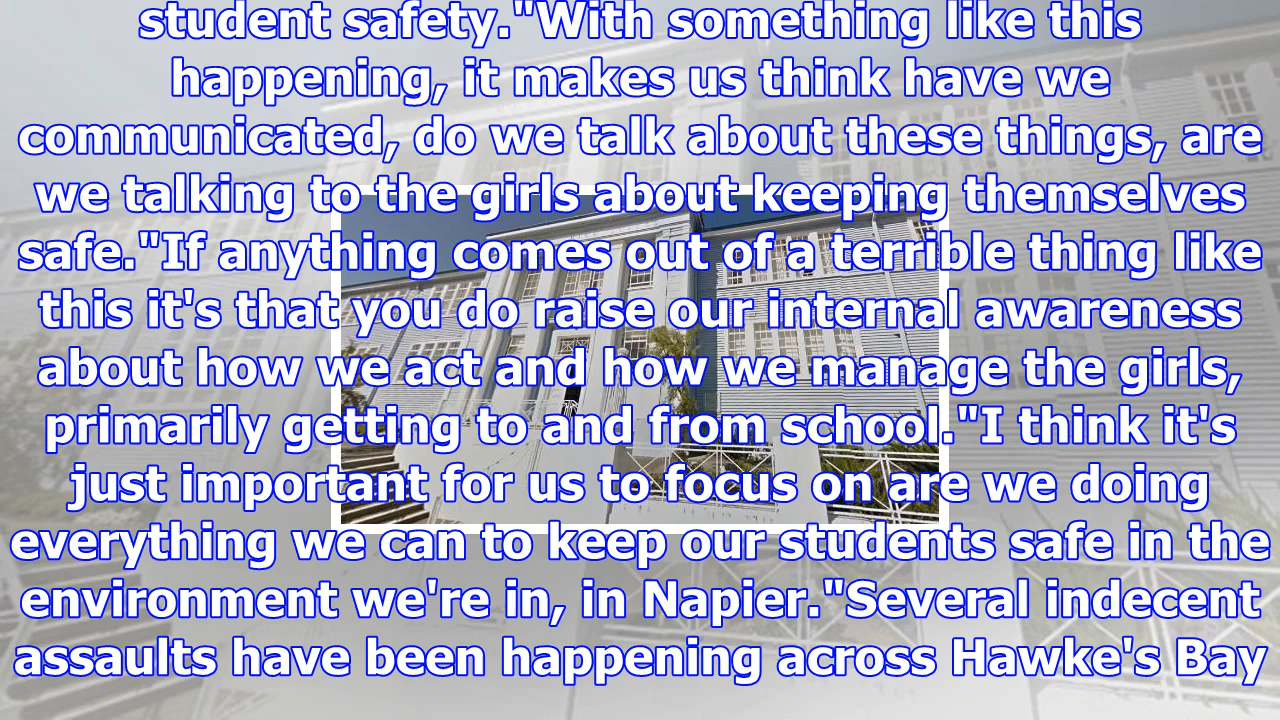 student safety."With something like this
happening, it makes us think have we
communicated, do we talk about these things, are
we talking to the girls about keeping themselves
safe."If anything comes out of a terrible thing like
this it's that you do raise our internal awareness
about how we act and how we manage the girls,
primarily getting to and from school."I think it's
just important for us to focus on are we doing
everything we can to keep our students safe in the
environment we're in, in Napier."Several indecent
assaults have been happening across Hawke's Bay